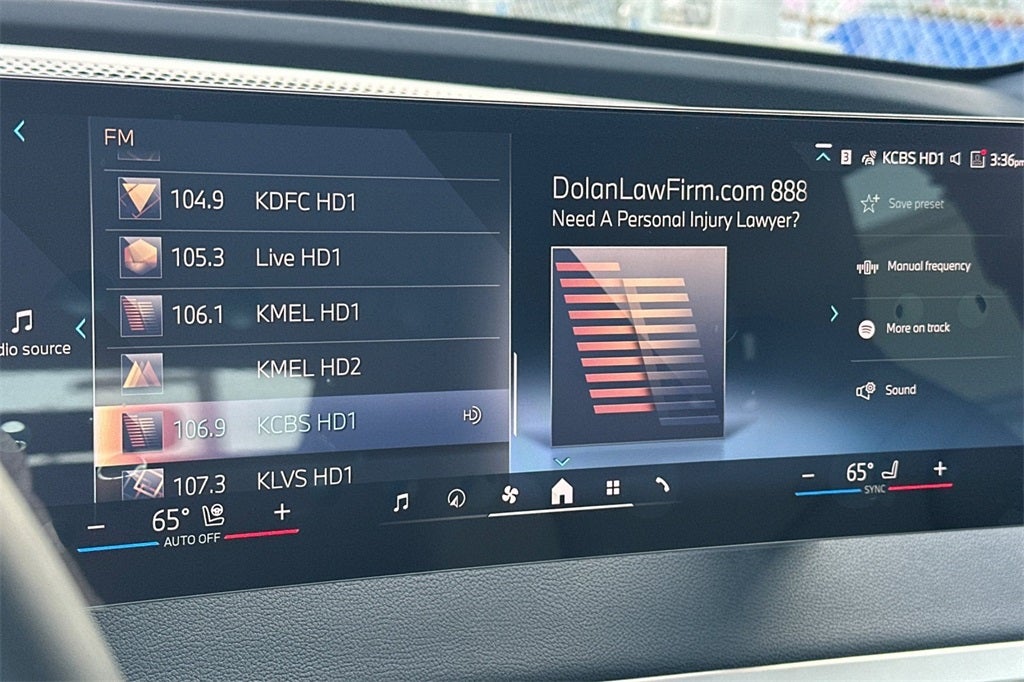 FM
104.9 KDFC HD1
105.3 Live HD1
106.1 KMEL HD1
KMEL HD2
106.9 KCBS HD1 HD
107.3 KLVS HD1
dio source
DolanLawFirm.com 888
Need A Personal Injury Lawyer?
3 KCBS HD1 3:36pm
Save preset
Manual frequency
More on track
Sound
− 65° +
AUTO OFF
− 65° +
SYNC